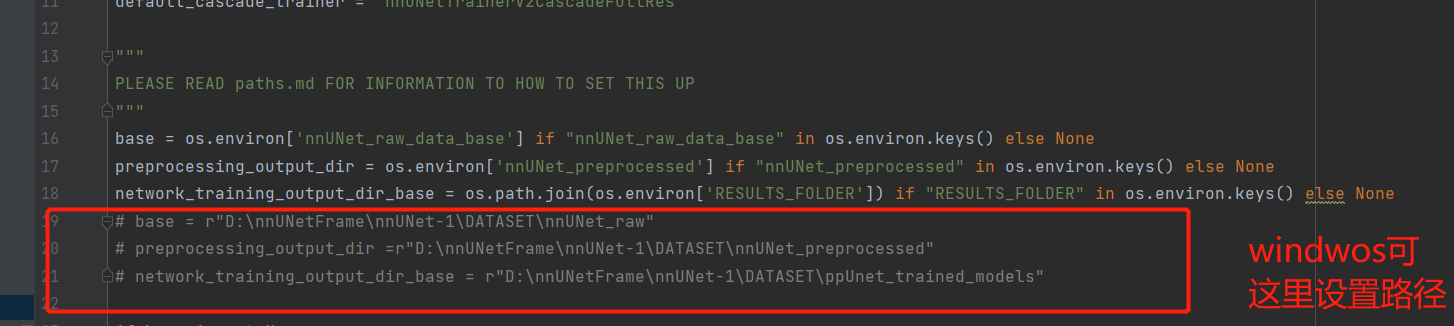 11 default_cascade_trainer = "nnUNetTrainerV2CascadeFullRes"
12
13 """
14 PLEASE READ paths.md FOR INFORMATION TO HOW TO SET THIS UP
15 """
16 base = os.environ['nnUNet_raw_data_base'] if "nnUNet_raw_data_base" in os.environ.keys() else None
17 preprocessing_output_dir = os.environ['nnUNet_preprocessed'] if "nnUNet_preprocessed" in os.environ.keys() else None
18 network_training_output_dir_base = os.path.join(os.environ['RESULTS_FOLDER']) if "RESULTS_FOLDER" in os.environ.keys() else None
19 # base = r"D:\nnUNetFrame\nnUNet-1\DATASET\nnUNet_raw"
20 # preprocessing_output_dir =r"D:\nnUNetFrame\nnUNet-1\DATASET\nnUNet_preprocessed"
21 # network_training_output_dir_base = r"D:\nnUNetFrame\nnUNet-1\DATASET\ppUnet_trained_models"
22
windwos可
这里设置路径